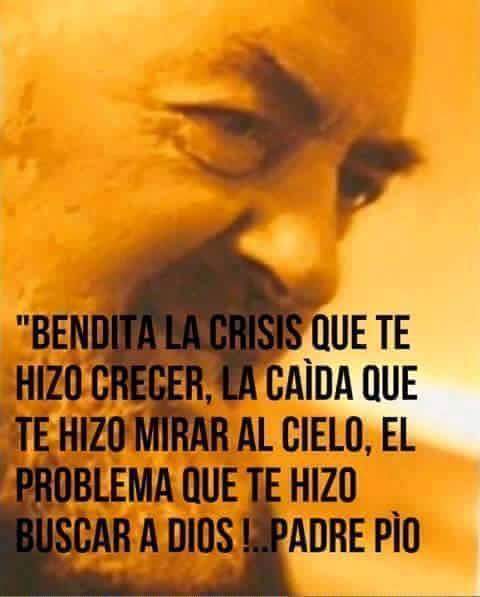 "BENDITA LA CRISIS QUE TE
HIZO CRECER, LA CAÌDA QUE
TE HIZO MIRAR AL CIELO, EL
PROBLEMA QUE TE HIZO
BUSCAR A DIOS !..PADRE PÌO